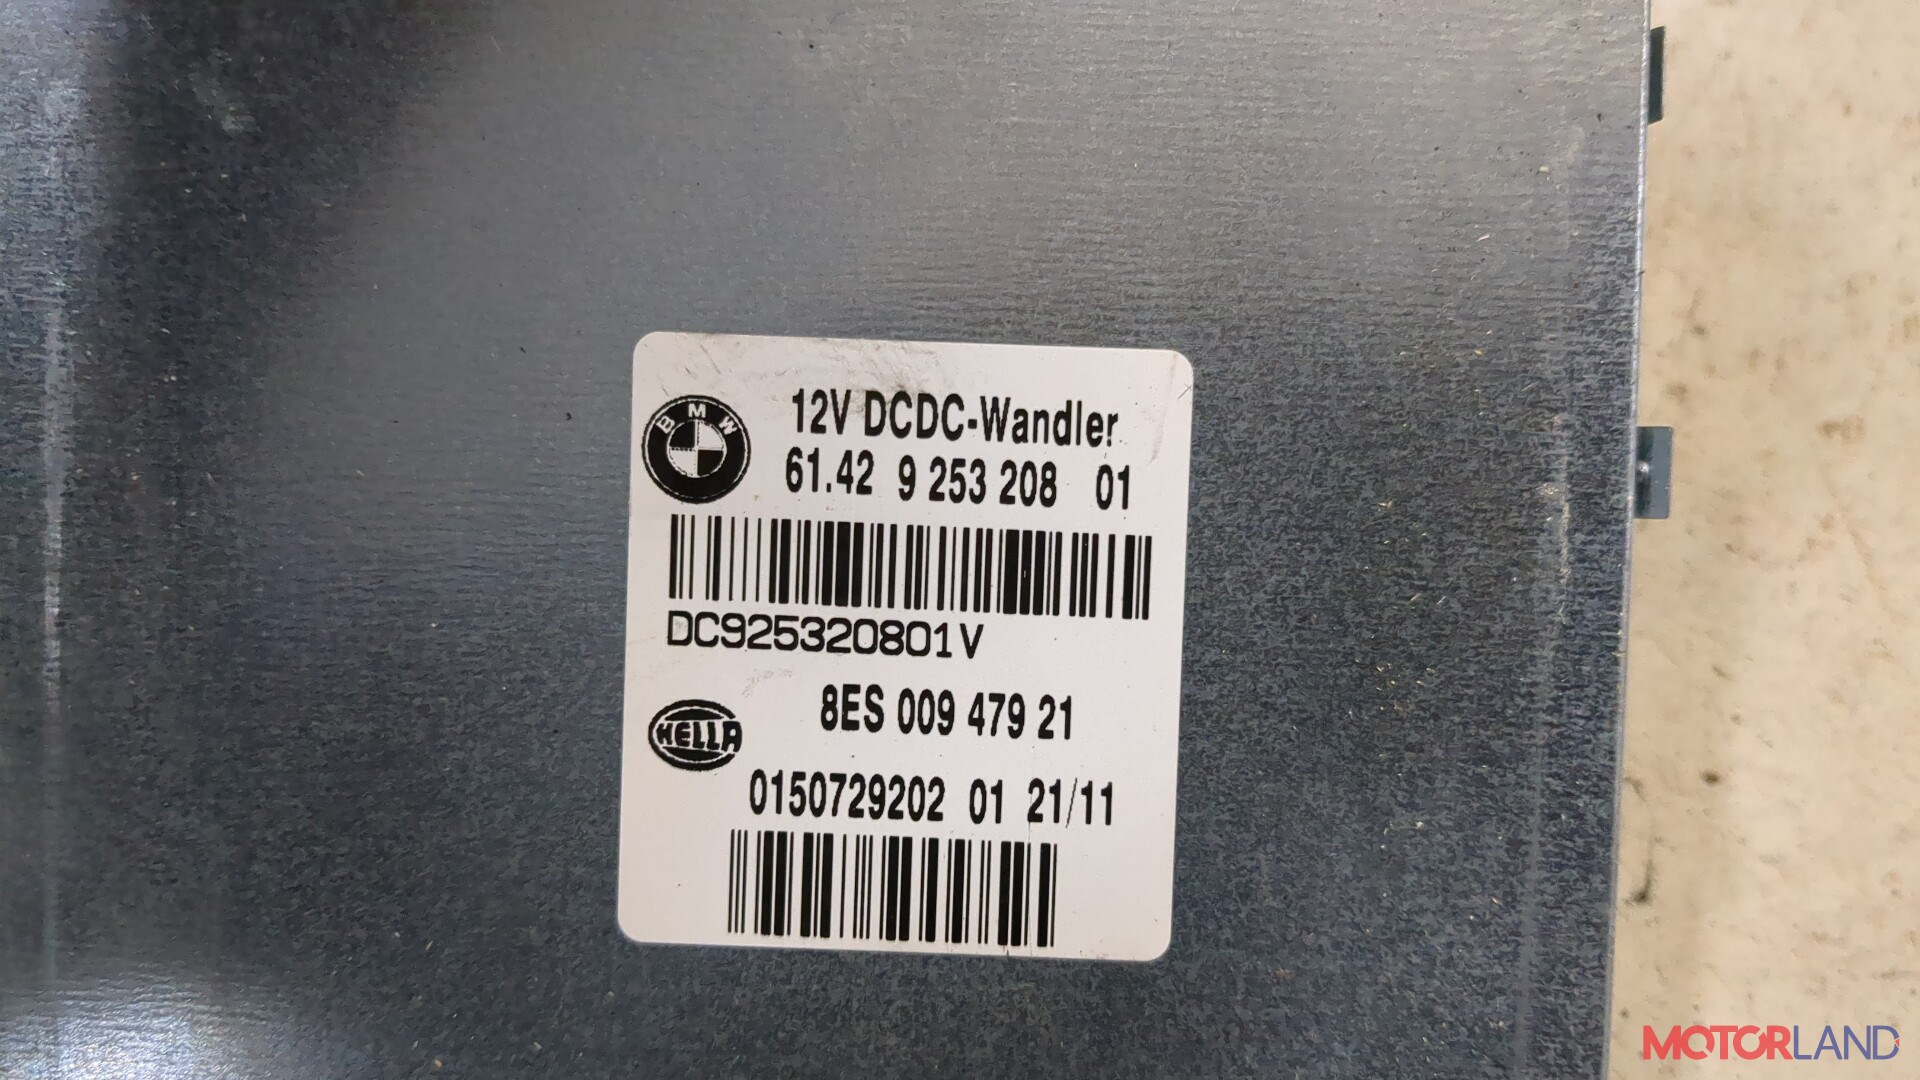 BMW
12V DCDC-Wandler
61.42 9 253 208 01
DC925320801V
HELLA
8ES 009 479 21
0150729202 01 21/11
MOTORLAND